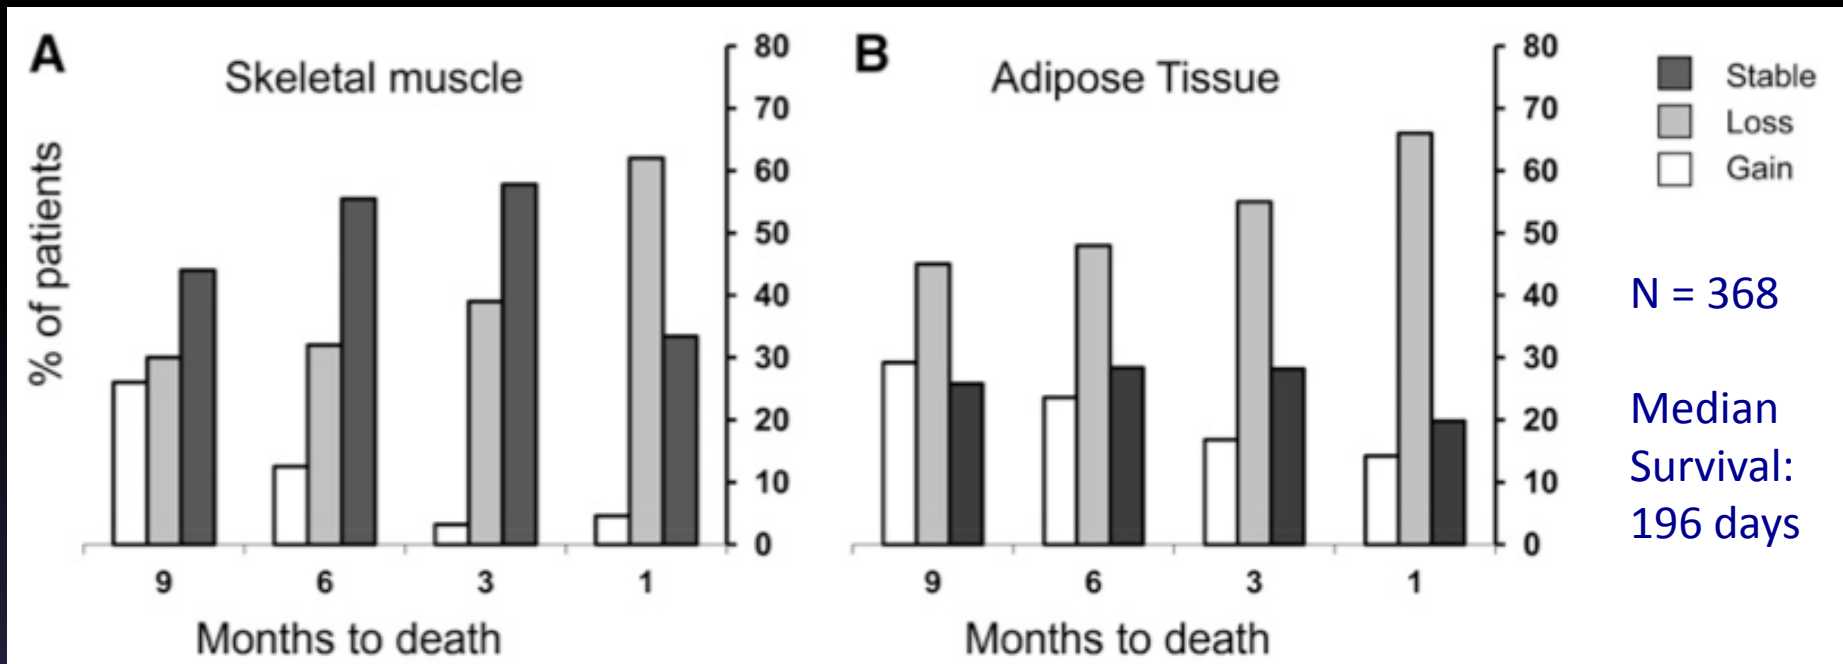 A
Skeletal muscle
% of patients
80
70
60
50
40
30
20
10
0
9 6 3 1
Months to death
B
Adipose Tissue
80
70
60
50
40
30
20
10
0
9 6 3 1
Months to death
Stable
Loss
Gain
N = 368
Median
Survival:
196 days